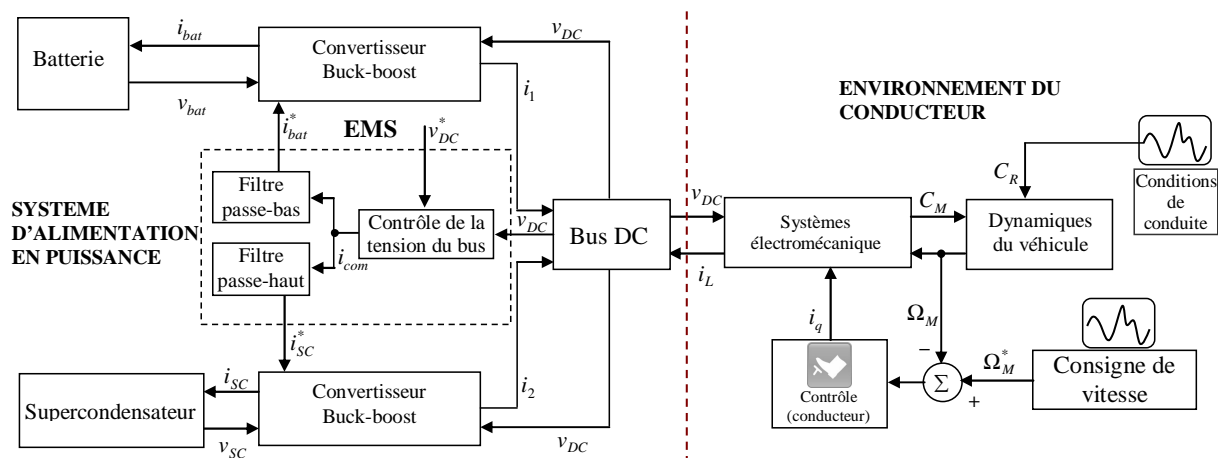 Batterie
i_bat
v_bat
Convertisseur
Buck-boost
v_DC
i_1
i*_bat
EMS
v*_DC
Filtre
passe-bas
Contrôle de la
tension du bus
v_DC
i_com
Filtre
passe-haut
i*_SC
SYSTEME
D'ALIMENTATION
EN PUISSANCE
Supercondensateur
i_SC
v_SC
Convertisseur
Buck-boost
i_2
v_DC
Bus DC
v_DC
i_L
ENVIRONNEMENT DU
CONDUCTEUR
Systèmes
électromécanique
C_M
C_R
Dynamiques
du véhicule
Conditions
de
conduite
i_q
Ω_M
−
Σ
+
Ω*_M
Contrôle
(conducteur)
Consigne de
vitesse